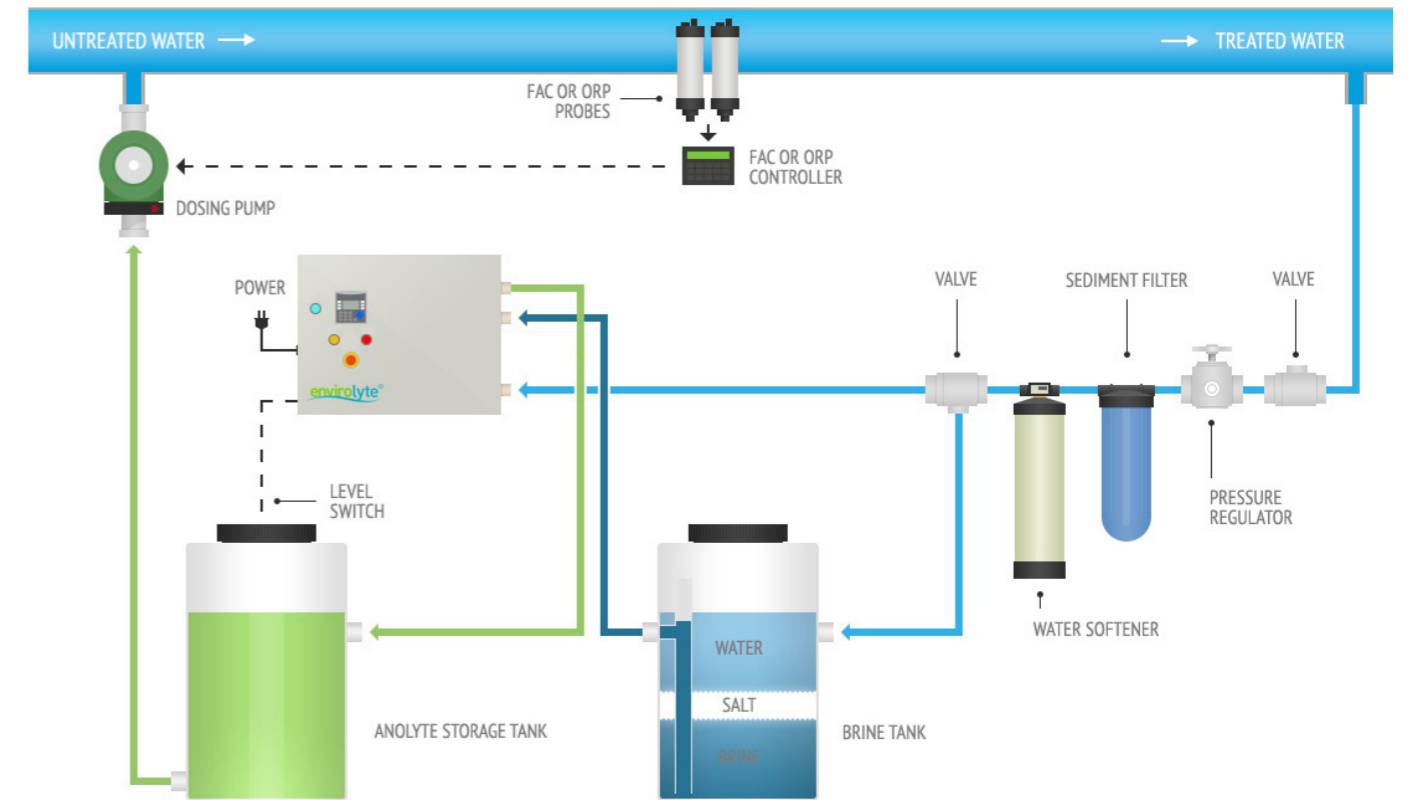 UNTREATED WATER
TREATED WATER
FAC OR ORP
PROBES
FAC OR ORP
CONTROLLER
DOSING PUMP
POWER
VALVE
SEDIMENT FILTER
VALVE
envirolyte®
LEVEL
SWITCH
PRESSURE
REGULATOR
WATER SOFTENER
WATER
SALT
BRINE
ANOLYTE STORAGE TANK
BRINE TANK